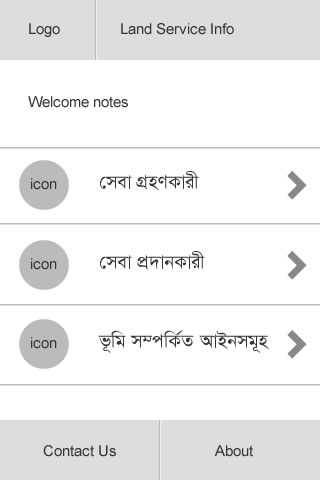 Logo
Land Service Info
Welcome notes
icon
সেবা গ্রহণকারী
icon
সেবা প্রদানকারী
icon
ভূমি সম্পর্কিত আইনসমূহ
Contact Us
About